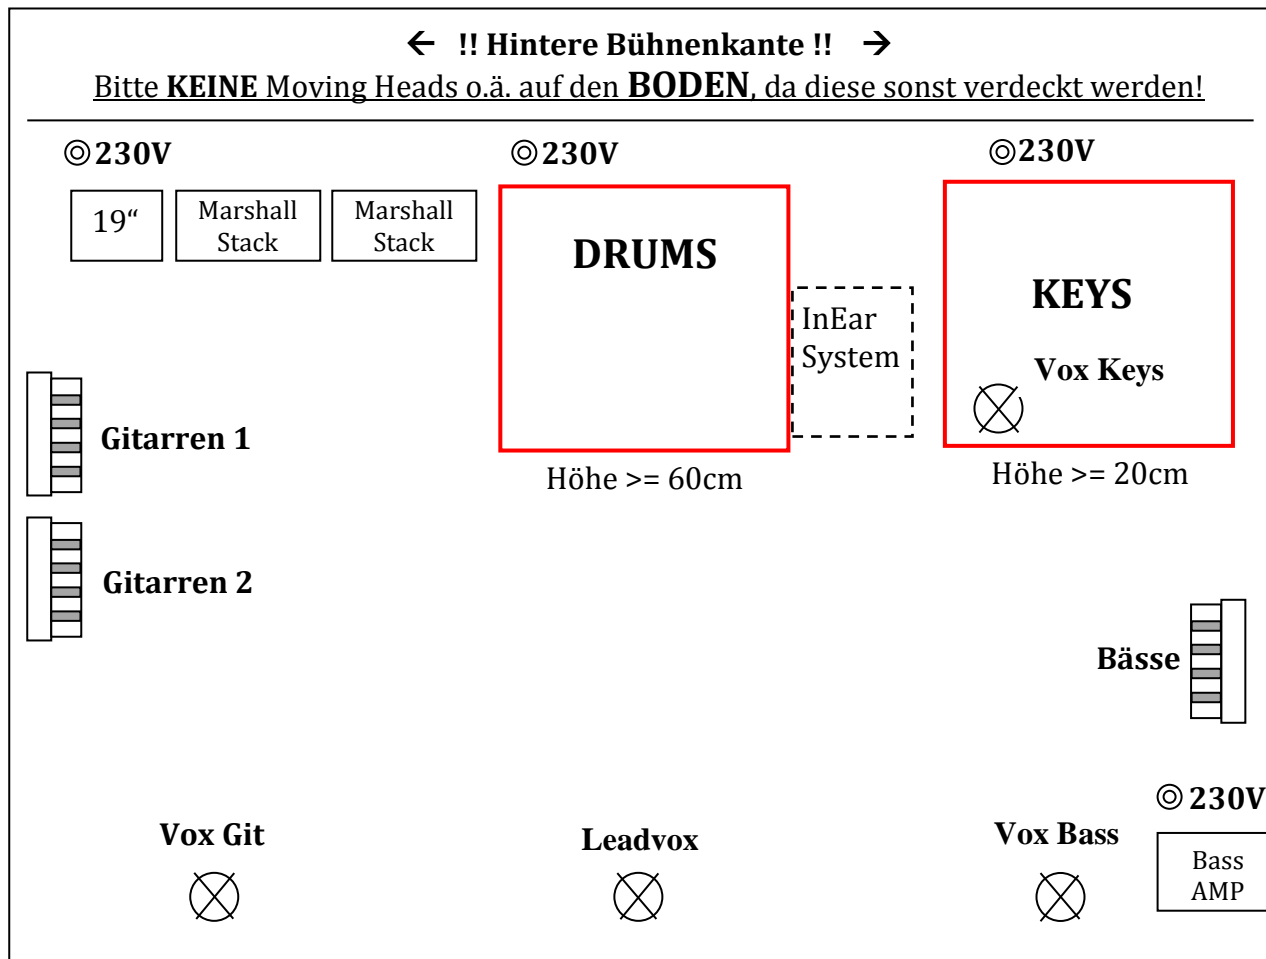 ← !! Hintere Bühnenkante !! →
Bitte KEINE Moving Heads o.ä. auf den BODEN, da diese sonst verdeckt werden!
230V
230V
230V
19“
Marshall
Stack
Marshall
Stack
DRUMS
InEar
System
KEYS
Vox Keys
Höhe >= 60cm
Höhe >= 20cm
Gitarren 1
Gitarren 2
Bässe
230V
Vox Git
Leadvox
Vox Bass
Bass
AMP